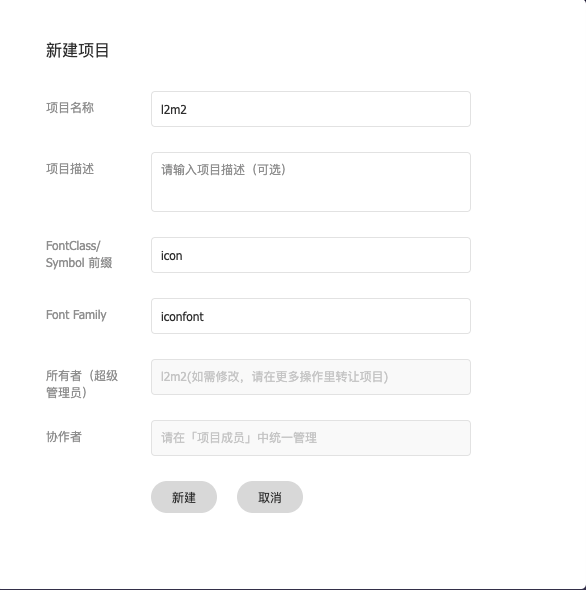 新建项目
项目名称
l2m2
项目描述
请输入项目描述（可选）
FontClass/
Symbol 前缀
icon
Font Family
iconfont
所有者（超级
管理员）
l2m2(如需修改，请在更多操作里转让项目)
协作者
请在「项目成员」中统一管理
新建
取消